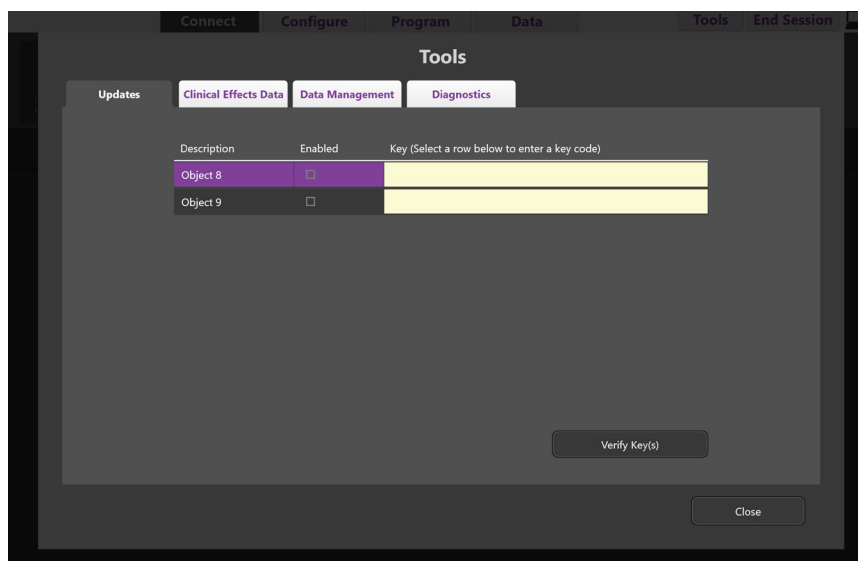 Connect Configure Program Data Tools End Session
Tools
Updates Clinical Effects Data Data Management Diagnostics
Description Enabled Key (Select a row below to enter a key code)
Object 8
Object 9
Verify Key(s)
Close